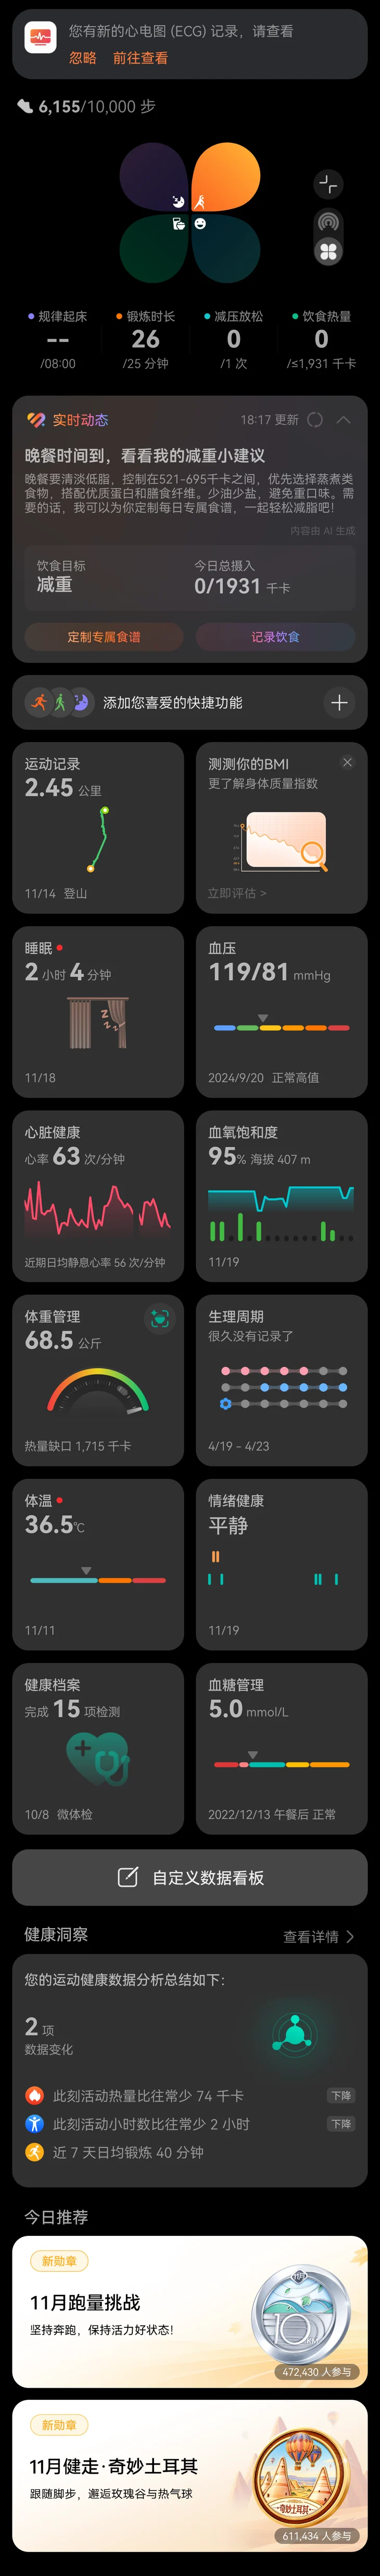 您有新的心电图 (ECG) 记录，请查看
忽略 前往查看
6,155/10,000 步
规律起床 锻炼时长 减压放松 饮食热量
-- 26 0 0
/08:00 /25 分钟 /1 次 /≤1,931 千卡
实时动态 18:17 更新
晚餐时间到，看看我的减重小建议
晚餐要清淡低脂，控制在521-695千卡之间，优先选择蒸煮类
食物，搭配优质蛋白和膳食纤维。少油少盐，避免重口味。需
要的话，我可以为你定制每日专属食谱，一起轻松减脂吧！
内容由 AI 生成
饮食目标 今日总摄入
减重 0/1931 千卡
定制专属食谱 记录饮食
添加您喜爱的快捷功能
运动记录
2.45 公里
11/14 登山
测测你的BMI
更了解身体质量指数
立即评估 >
睡眠
2 小时 4 分钟
11/18
血压
119/81 mmHg
2024/9/20 正常高值
心脏健康
心率 63 次/分钟
近期日均静息心率 56 次/分钟
血氧饱和度
95% 海拔 407 m
11/19
体重管理
68.5 公斤
热量缺口 1,715 千卡
生理周期
很久没有记录了
4/19 - 4/23
体温
36.5℃
11/11
情绪健康
平静
11/19
健康档案
完成 15 项检测
10/8 微体检
血糖管理
5.0 mmol/L
2022/12/13 午餐后 正常
自定义数据看板
健康洞察 查看详情
您的运动健康数据分析总结如下：
2 项
数据变化
此刻活动热量比往常少 74 千卡 下降
此刻活动小时数比往常少 2 小时 下降
近 7 天日均锻炼 40 分钟
今日推荐
新勋章
11月跑量挑战
坚持奔跑，保持活力好状态！
10 KM
472,430 人参与
新勋章
11月健走·奇妙土耳其
跟随脚步，邂逅玫瑰谷与热气球
奇妙土耳其
611,434 人参与